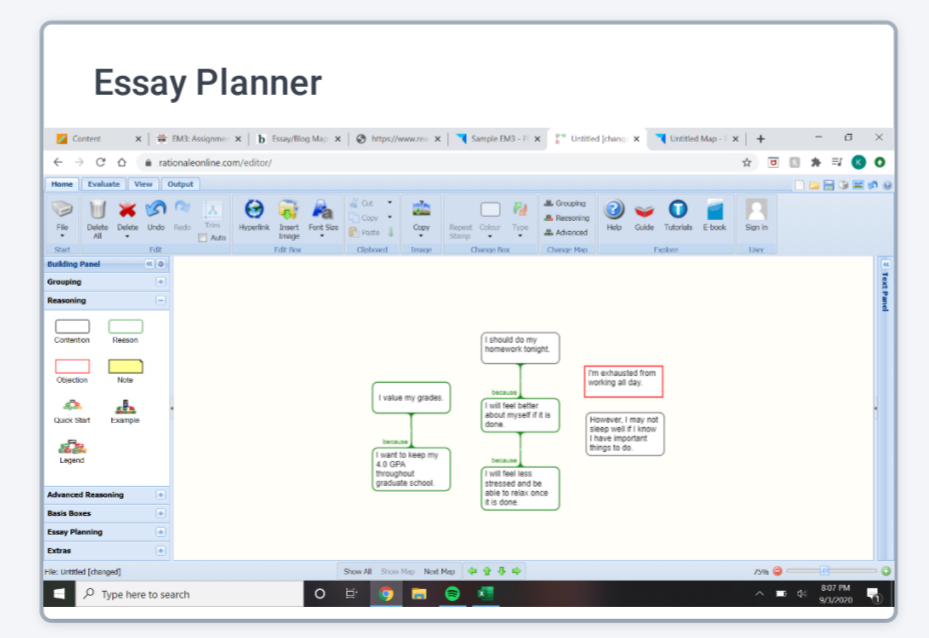 Essay Planner
Content
EM3: Assignmen
Essay/Blog Map
https://www.rea
Sample EM3 - F
Untitled [chang
Untitled Map - F
rationaleonline.com/editor/
Home Evaluate View Output
Cut
Copy
Paste
File
Delete
All
Delete
Undo
Redo
Trim
Auto
Hyperlink
Insert
Image
Font Size
Copy
Repeat
Stamp
Colour
Type
Grouping
Reasoning
Advanced
Help
Guide
Tutorials
E-book
Sign In
Start
Edit
Edit Box
Clipboard
Image
Change Box
Change Map
Explore
User
Building Panel
Grouping
Reasoning
Contention
Reason
Objection
Note
Quick Start
Example
Legend
Advanced Reasoning
Basis Boxes
Essay Planning
Extras
Text Panel
I value my grades.
because
I want to keep my
4.0 GPA
throughout
graduate school.
I should do my
homework tonight.
because
I will feel better
about myself if it is
done.
because
I will feel less
stressed and be
able to relax once
it is done.
I'm exhausted from
working all day.
However, I may not
sleep well if I know
I have important
things to do.
File: Untitled [changed]
Show All Show Map Next Map
75%
Type here to search
8:07 PM
9/3/2020